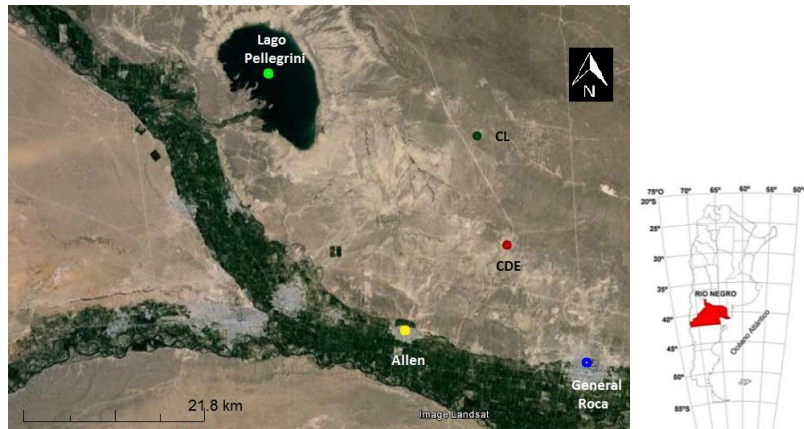 Lago
Pellegrini
N
CL
CDE
Allen
General
Roca
21.8 km
Image Landsat
75°O
70°
65°
60°
55°
50°
20°S
25°
30°
35°
RIO NEGRO
40°
Océano Atlántico
45°
50°
55°S